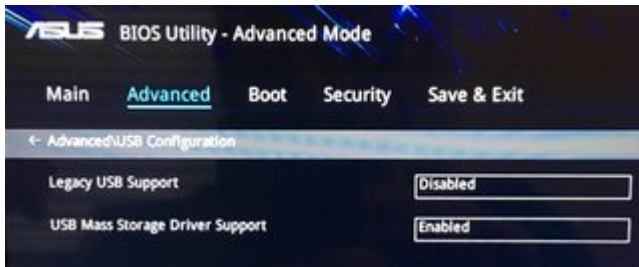 ASUS BIOS Utility - Advanced Mode
Main Advanced Boot Security Save & Exit
← Advanced\USB Configuration
Legacy USB Support Disabled
USB Mass Storage Driver Support Enabled